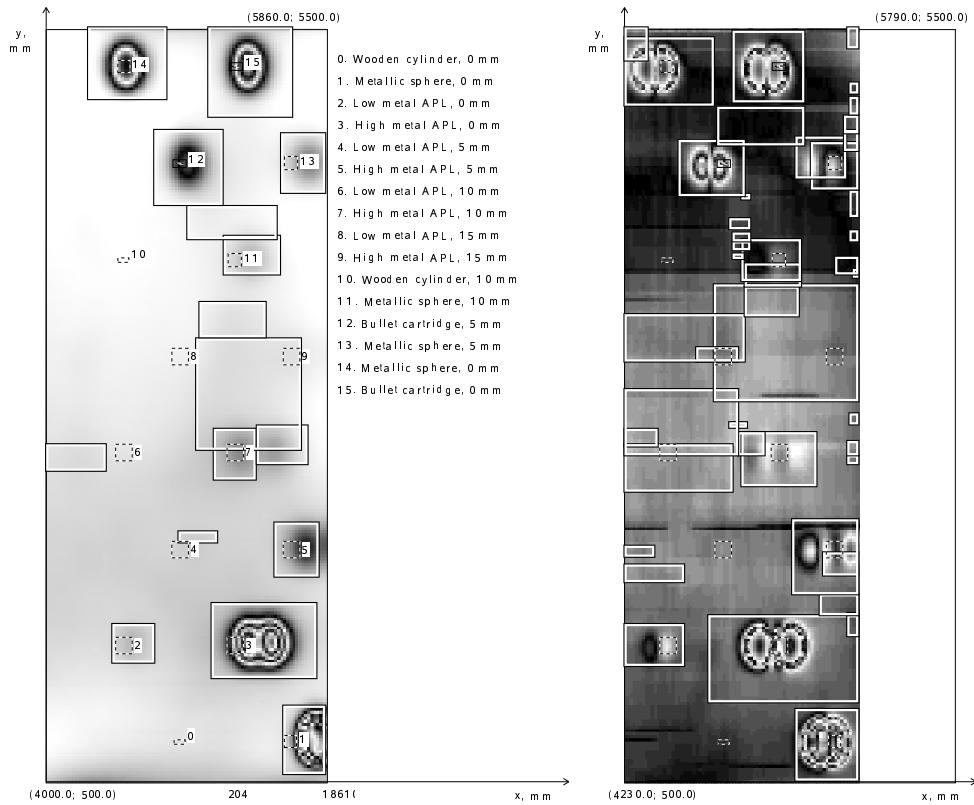 y,
mm
(5860.0; 5500.0)
0. Wooden cylinder, 0 mm
1. Metallic sphere, 0 mm
2. Low metal APL, 0 mm
3. High metal APL, 0 mm
4. Low metal APL, 5 mm
5. High metal APL, 5 mm
6. Low metal APL, 10 mm
7. High metal APL, 10 mm
8. Low metal APL, 15 mm
9. High metal APL, 15 mm
10. Wooden cylinder, 10 mm
11. Metallic sphere, 10 mm
12. Bullet cartridge, 5 mm
13. Metallic sphere, 5 mm
14. Metallic sphere, 0 mm
15. Bullet cartridge, 0 mm
14
15
12
13
10
11
8
9
6
7
4
5
2
3
0
1
(4000.0; 500.0)
204
x, mm
y,
mm
(5790.0; 5500.0)
(4230.0; 500.0)
x, mm